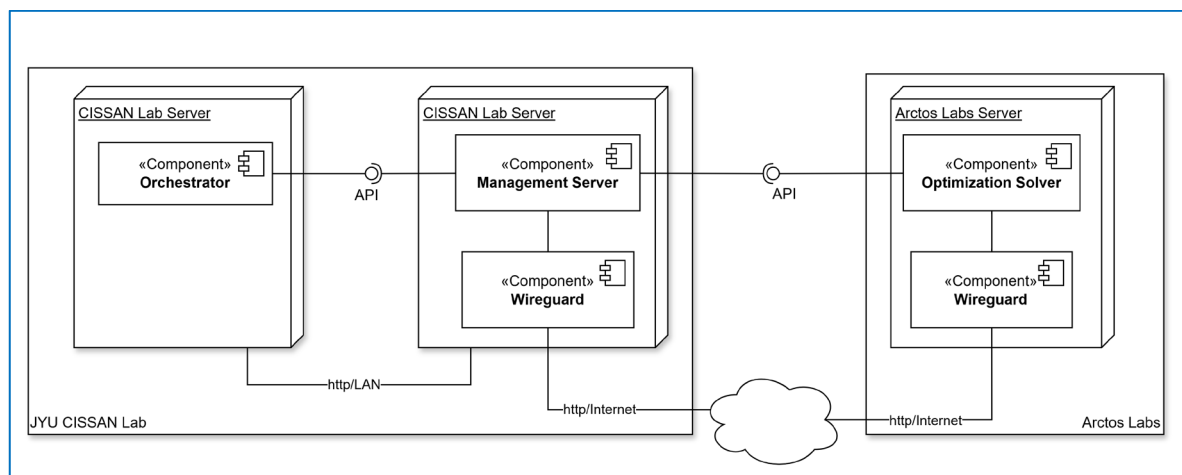 CISSAN Lab Server
«Component»
Orchestrator
API
CISSAN Lab Server
«Component»
Management Server
«Component»
Wireguard
API
Arctos Labs Server
«Component»
Optimization Solver
«Component»
Wireguard
http/LAN
http/Internet
http/Internet
JYU CISSAN Lab
Arctos Labs